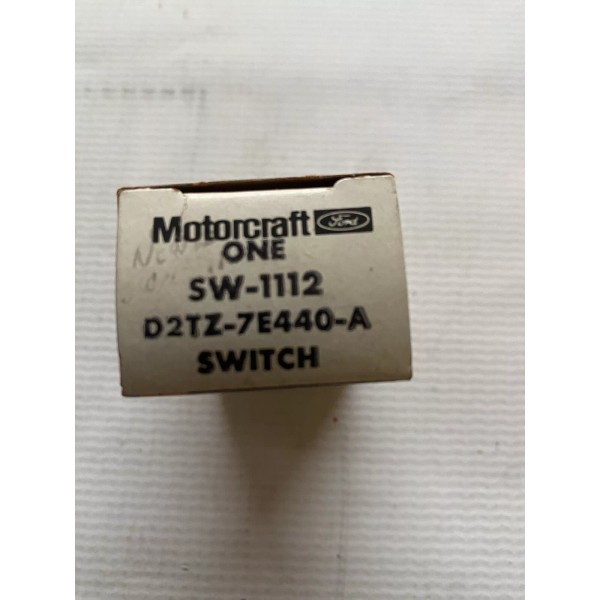 Motorcraft Ford
ONE
SW-1112
D2TZ-7E440-A
SWITCH